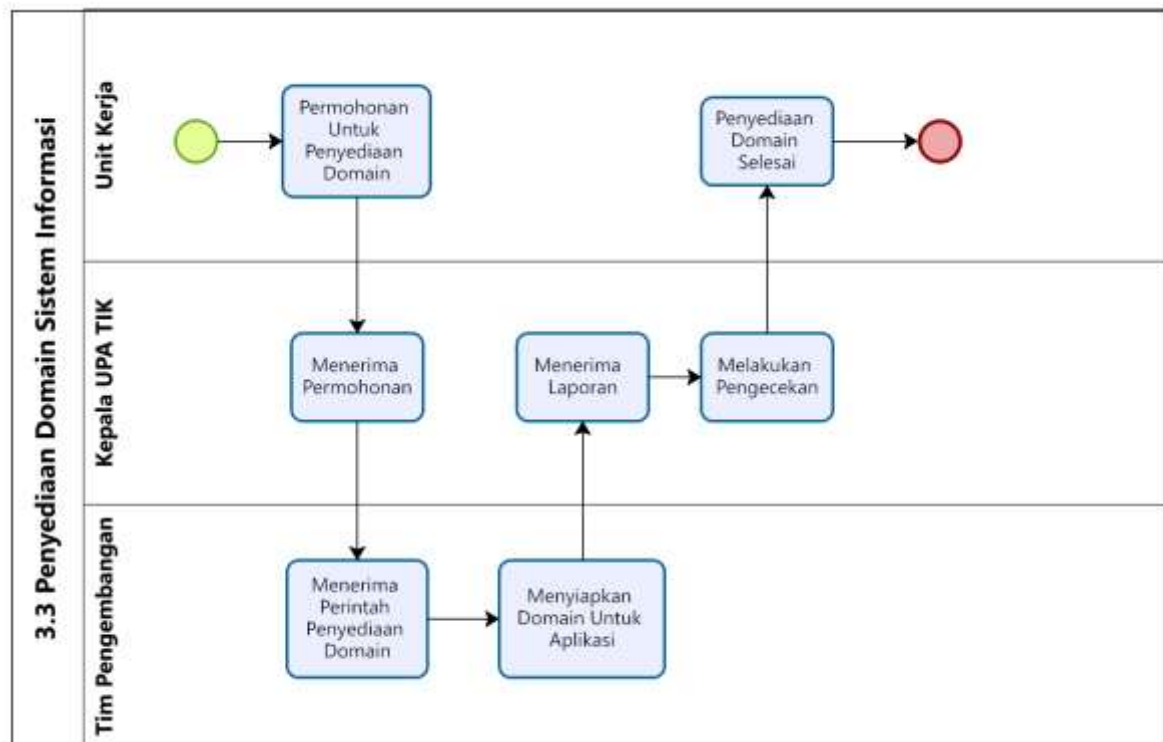 3.3 Penyediaan Domain Sistem Informasi
Unit Kerja
Permohonan
Untuk
Penyediaan
Domain
Penyediaan
Domain
Selesai
Kepala UPA TIK
Menerima
Permohonan
Menerima
Laporan
Melakukan
Pengecekan
Tim Pengembangan
Menerima
Perintah
Penyediaan
Domain
Menyiapkan
Domain Untuk
Aplikasi